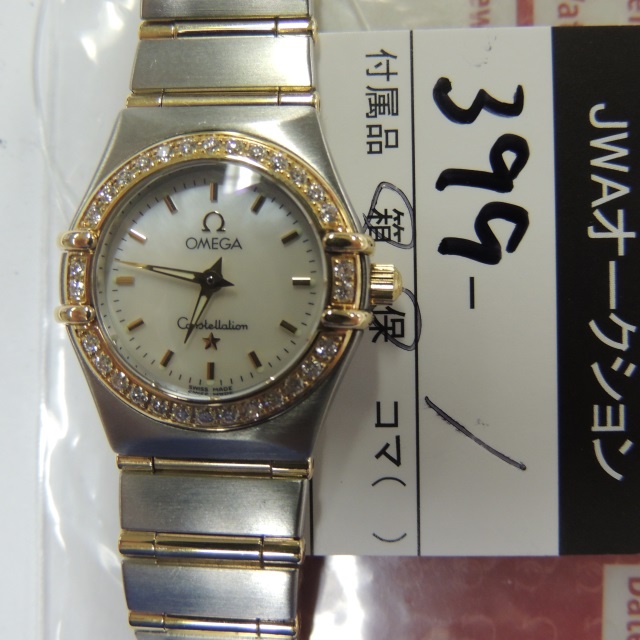 Ω
OMEGA
Constellation
SWISS MADE
JWAオークション
399-
付属品 箱 保 コマ( )